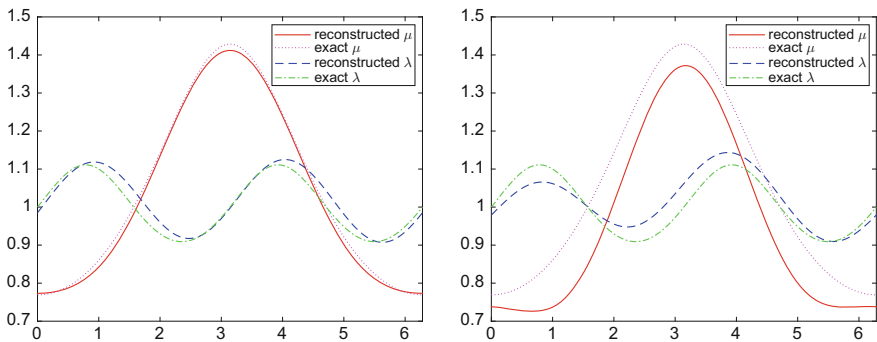 1.5
1.4
1.3
1.2
1.1
1
0.9
0.8
0.7
0 1 2 3 4 5 6
reconstructed μ
exact μ
reconstructed λ
exact λ
1.5
1.4
1.3
1.2
1.1
1
0.9
0.8
0.7
0 1 2 3 4 5 6
reconstructed μ
exact μ
reconstructed λ
exact λ